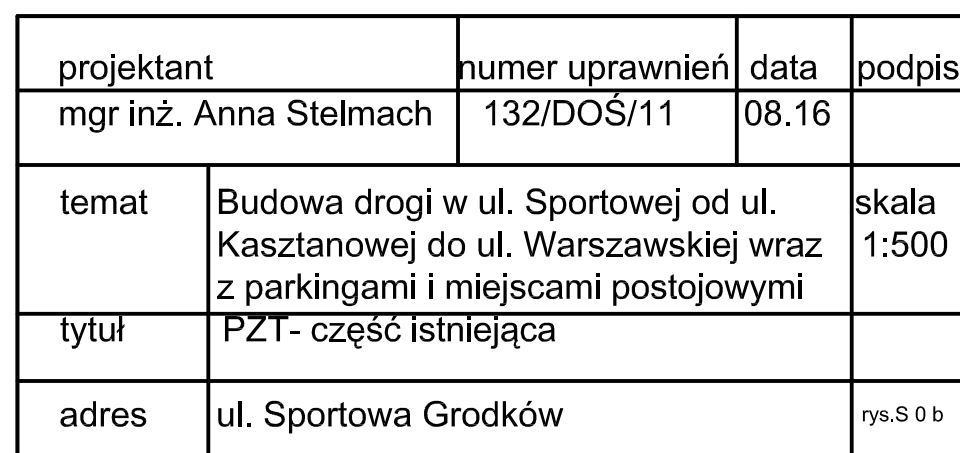 projektant numer uprawnień data podpis
mgr inż. Anna Stelmach 132/DOŚ/11 08.16
temat Budowa drogi w ul. Sportowej od ul. skala
Kasztanowej do ul. Warszawskiej wraz 1:500
z parkingami i miejscami postojowymi
tytuł PZT- część istniejąca
adres ul. Sportowa Grodków rys.S 0 b